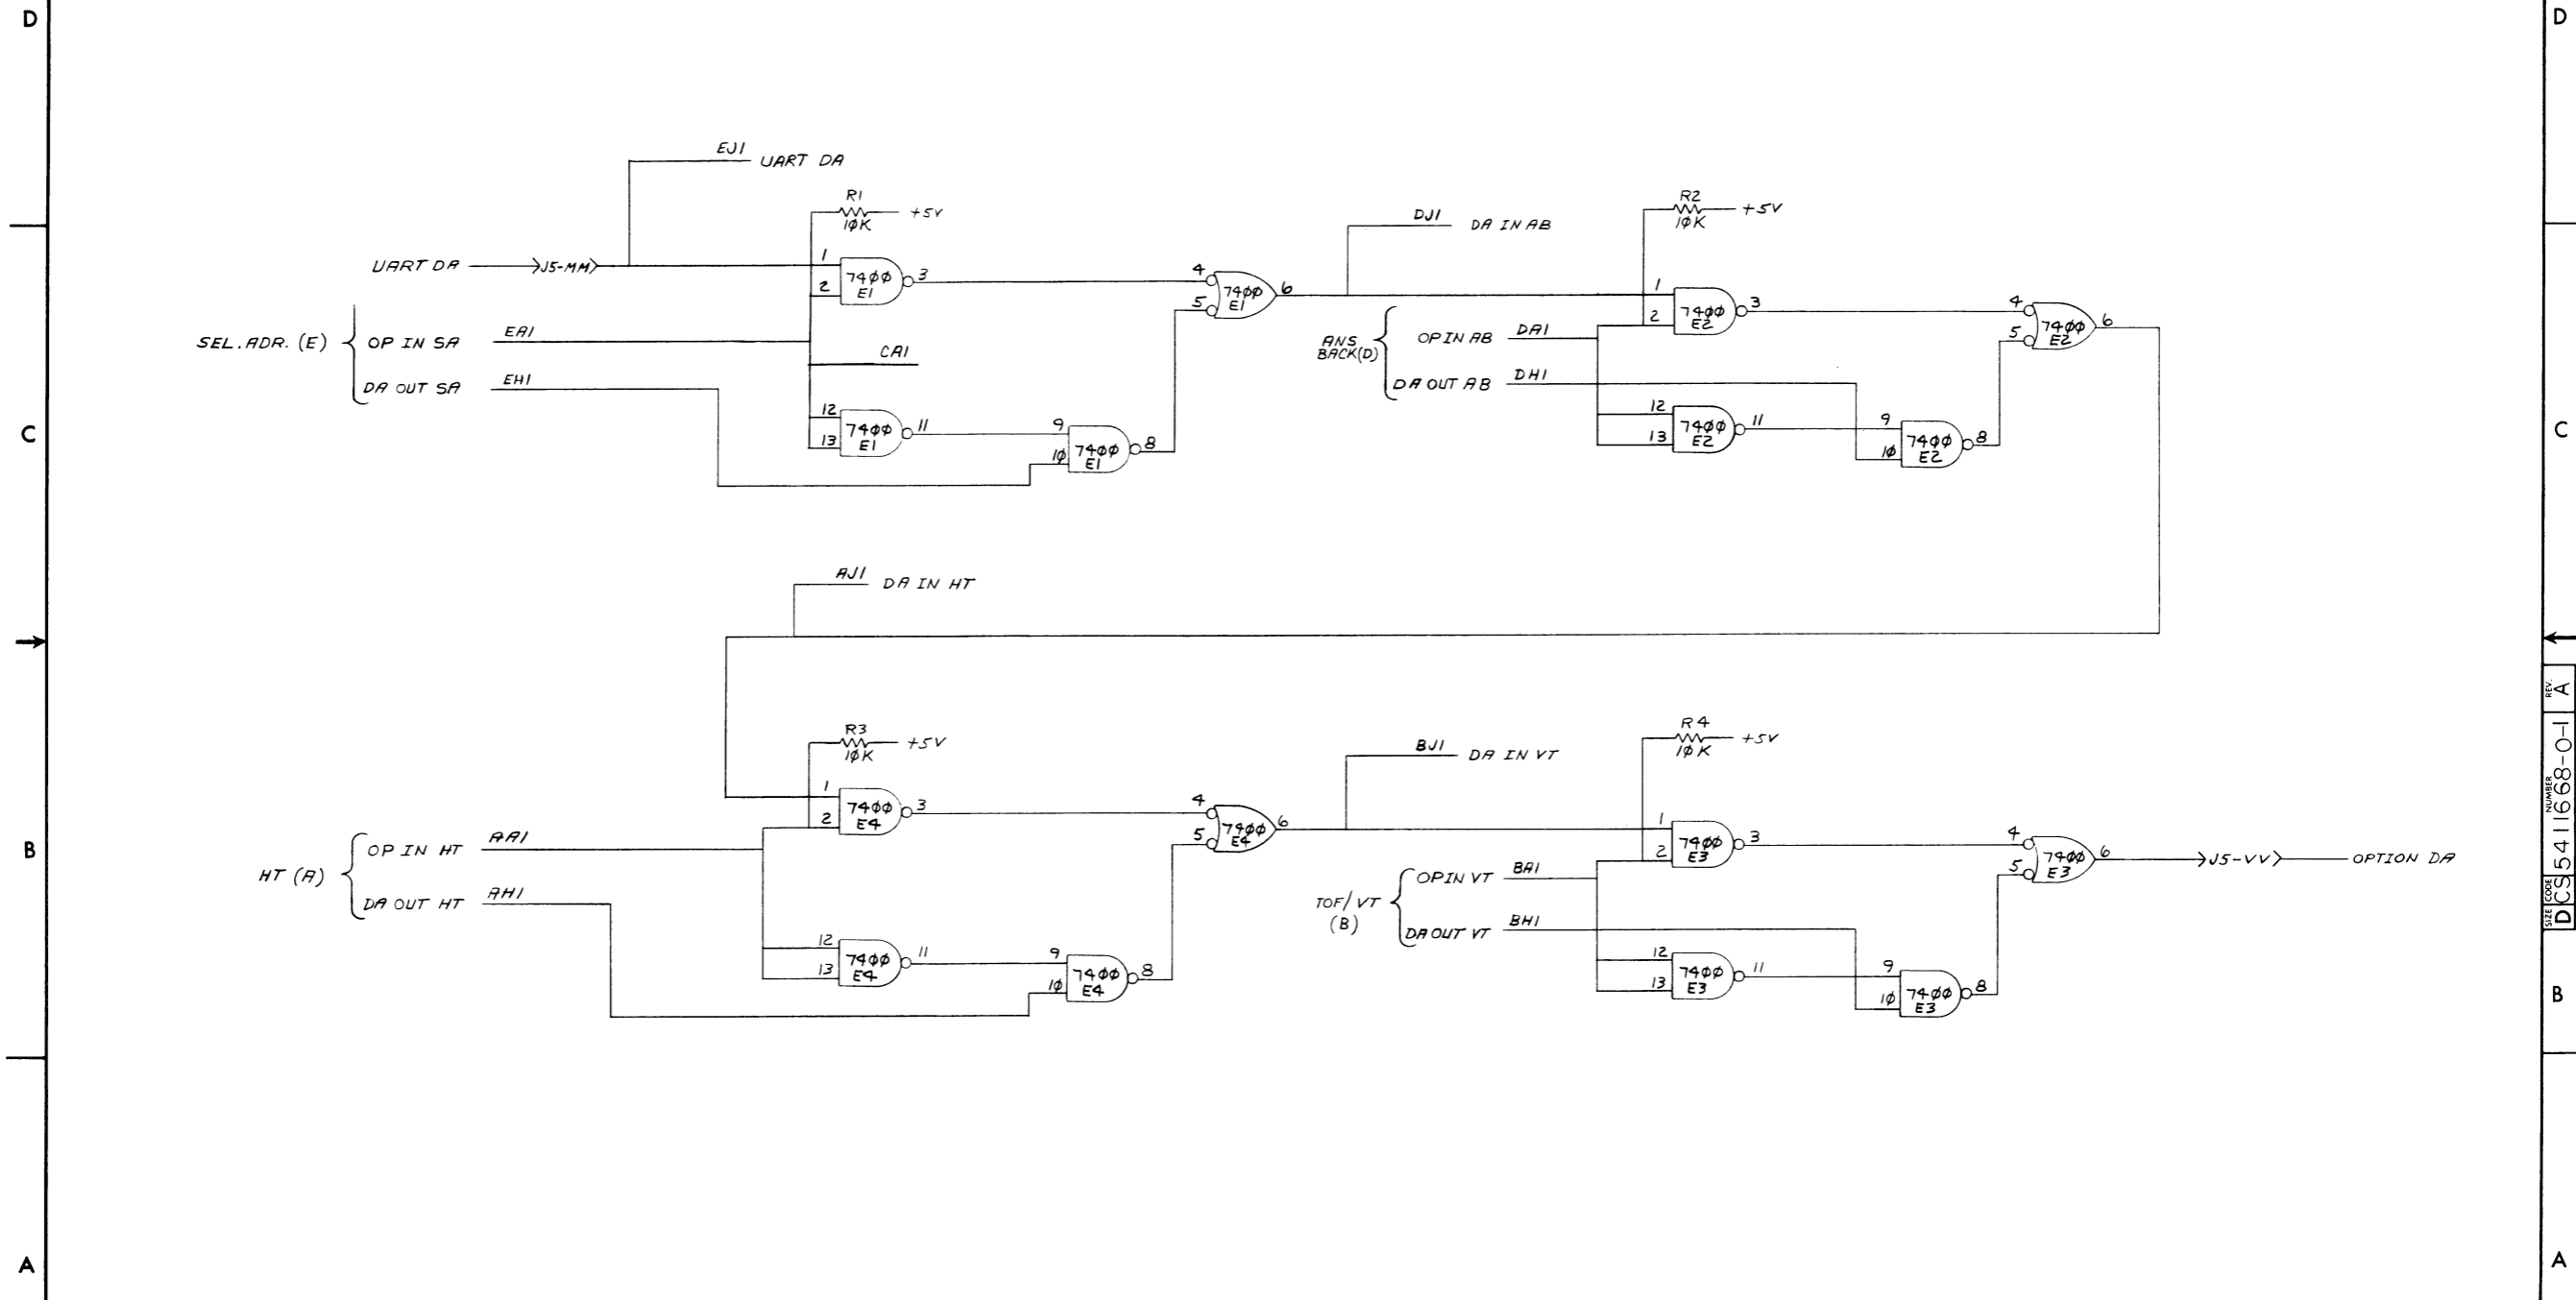 D
D
EJ1 UART DA
R1
10K
+5V
UART DA J5-MM
1
2
7400
E1
3
4
5
7400
E1
6
SEL.ADR. (E)
OP IN SA EA1
CA1
DA OUT SA EH1
12
13
7400
E1
11
9
10
7400
E1
8
DJ1 DA IN AB
R2
10K
+5V
1
2
7400
E2
3
4
5
7400
E2
6
ANS
BACK(D)
OP IN AB DA1
DA OUT AB DH1
12
13
7400
E2
11
9
10
7400
E2
8
C
C
AJ1 DA IN HT
R3
10K
+5V
1
2
7400
E4
3
4
5
7400
E4
6
HT (A)
OP IN HT AA1
DA OUT HT AH1
12
13
7400
E4
11
9
10
7400
E4
8
BJ1 DA IN VT
R4
10K
+5V
1
2
7400
E3
3
4
5
7400
E3
6
J5-VV OPTION DA
TOF/VT
(B)
OP IN VT BA1
DA OUT VT BH1
12
13
7400
E3
11
9
10
7400
E3
8
B
B
SIZE CODE NUMBER REV.
D CS 5411668-0-1 A
A
A